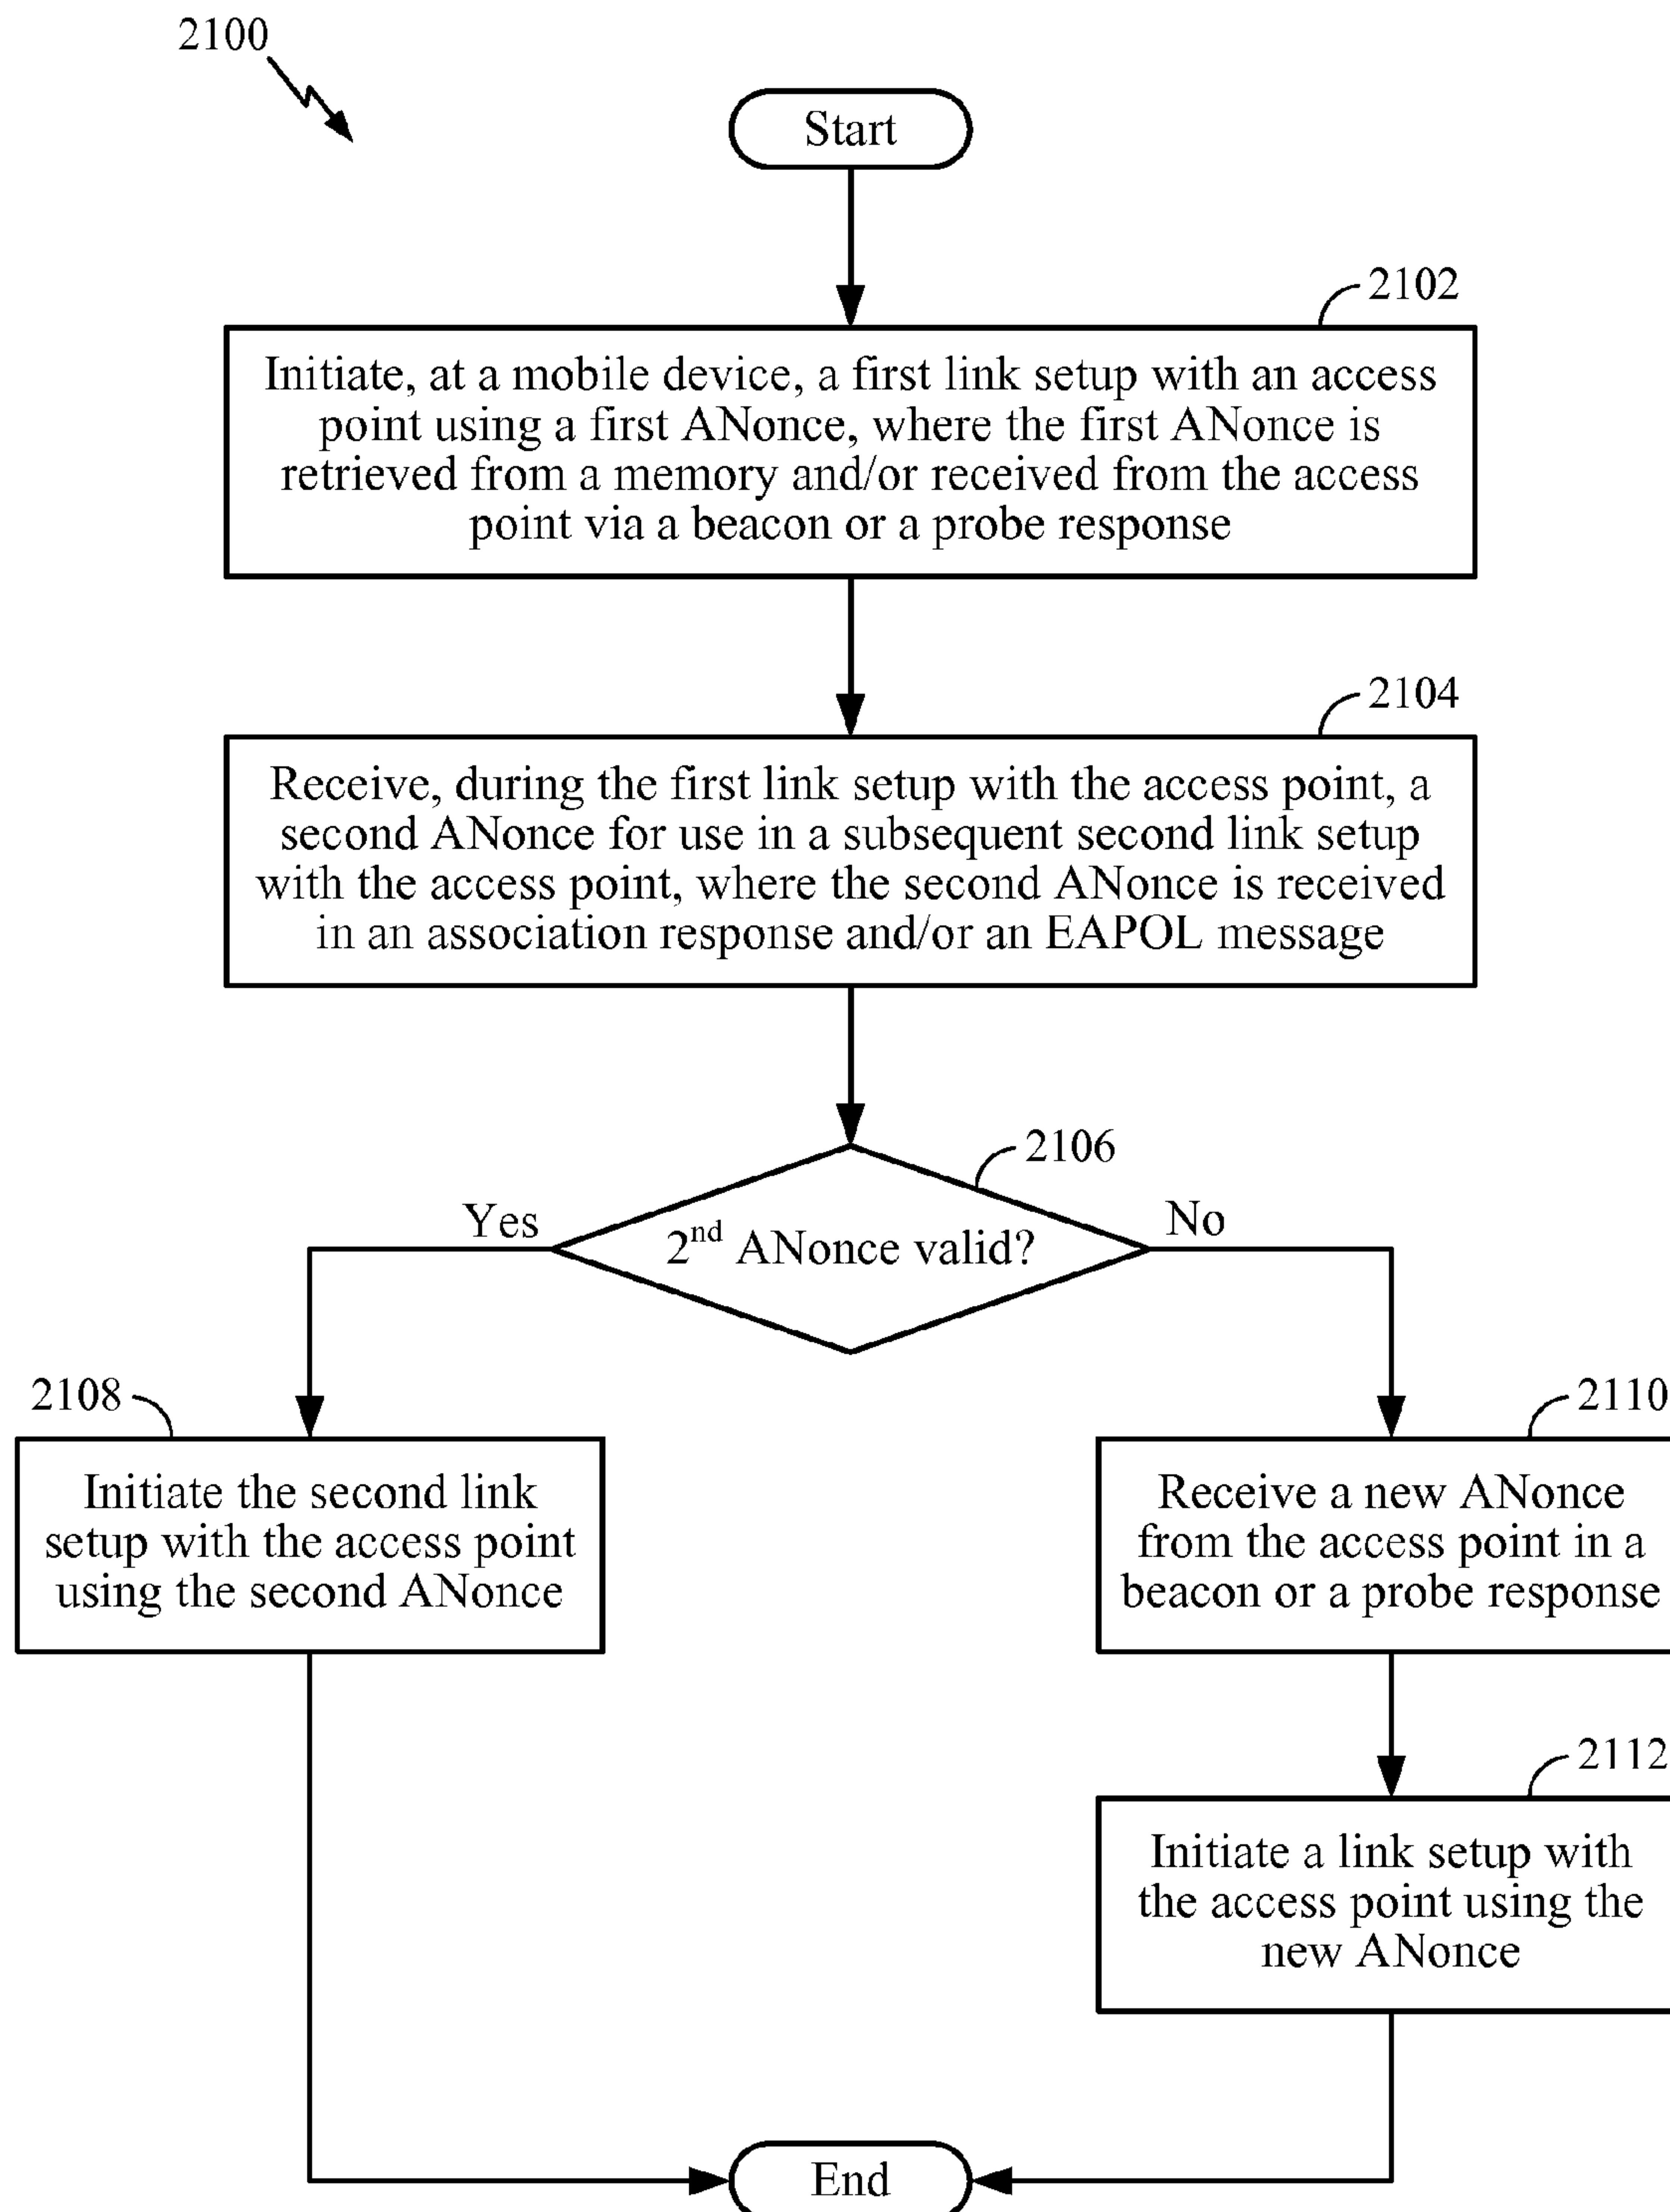 2100
Start
2102
Initiate, at a mobile device, a first link setup with an access
point using a first ANonce, where the first ANonce is
retrieved from a memory and/or received from the access
point via a beacon or a probe response
2104
Receive, during the first link setup with the access point, a
second ANonce for use in a subsequent second link setup
with the access point, where the second ANonce is received
in an association response and/or an EAPOL message
2106
Yes
2nd ANonce valid?
No
2108
Initiate the second link
setup with the access point
using the second ANonce
2110
Receive a new ANonce
from the access point in a
beacon or a probe response
2112
Initiate a link setup with
the access point using the
new ANonce
End